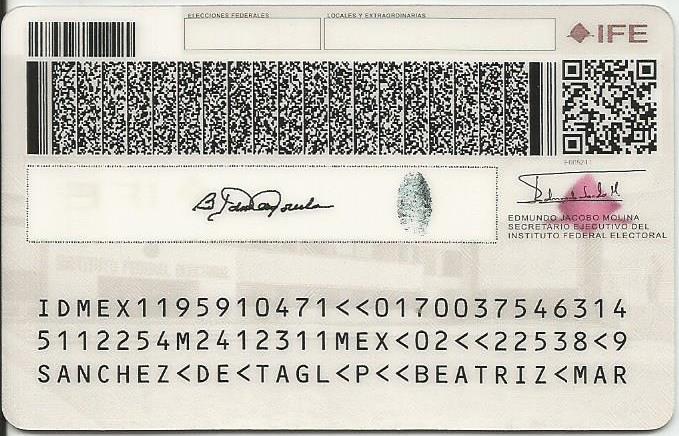 ELECCIONES FEDERALES
LOCALES Y EXTRAORDINARIAS
IFE
EDMUNDO JACOBO MOLINA
SECRETARIO EJECUTIVO DEL
INSTITUTO FEDERAL ELECTORAL
IDMEX1195910471<<0170037546314
5112254M2412311MEX<02<<22538<9
SANCHEZ<DE<TAGL<P<<BEATRIZ<MAR